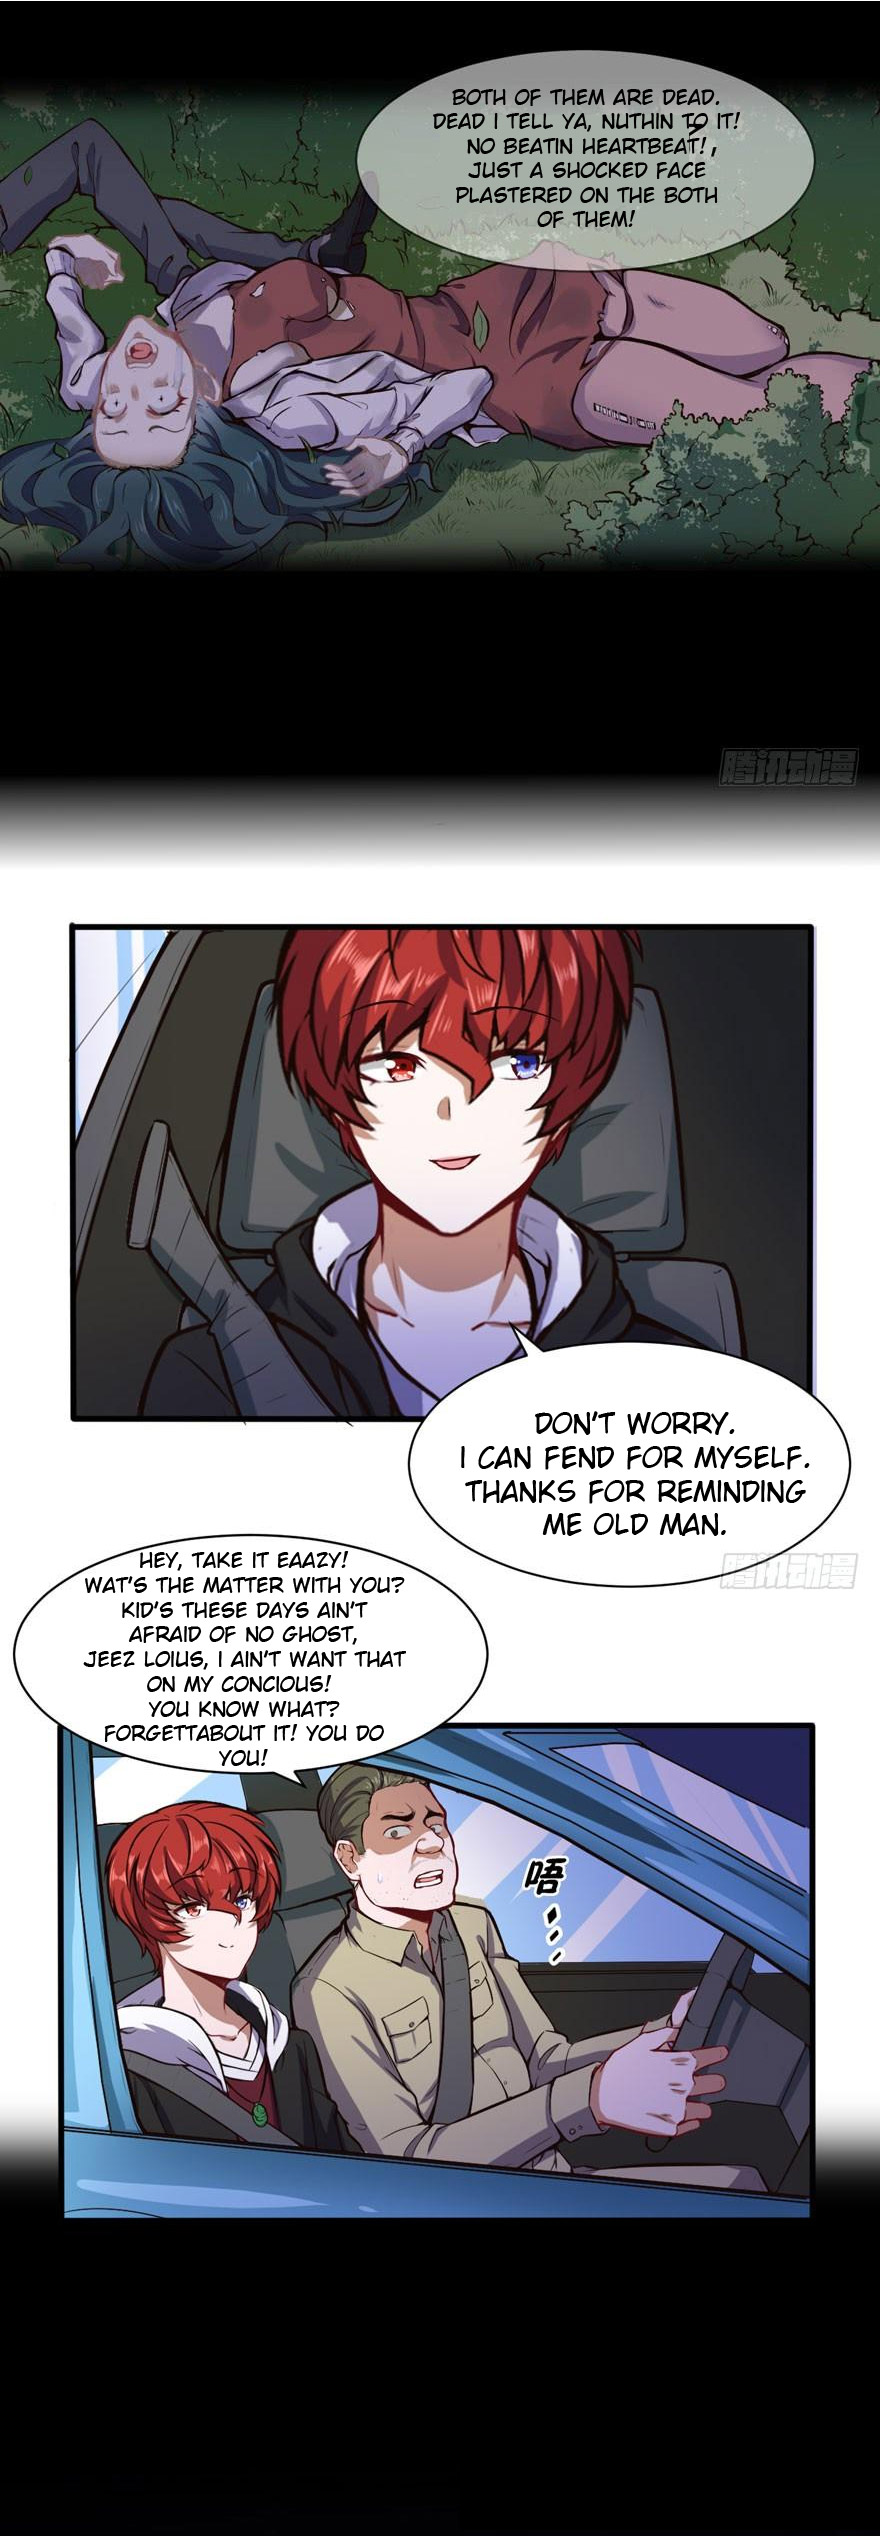 BOTH OF THEM ARE DEAD.
DEAD I TELL YA, NUTHIN TO IT!
NO BEATIN HEARTBEAT!,
JUST A SHOCKED FACE
PLASTERED ON THE BOTH
OF THEM!
腾讯动漫
DON'T WORRY.
I CAN FEND FOR MYSELF.
THANKS FOR REMINDING
ME OLD MAN.
腾讯动漫
HEY, TAKE IT EAAZY!
WAT'S THE MATTER WITH YOU?
KID'S THESE DAYS AIN'T
AFRAID OF NO GHOST,
JEEZ LOIUS, I AIN'T WANT THAT
ON MY CONCIOUS!
YOU KNOW WHAT?
FORGETTABOUT IT! YOU DO
YOU!
唔...